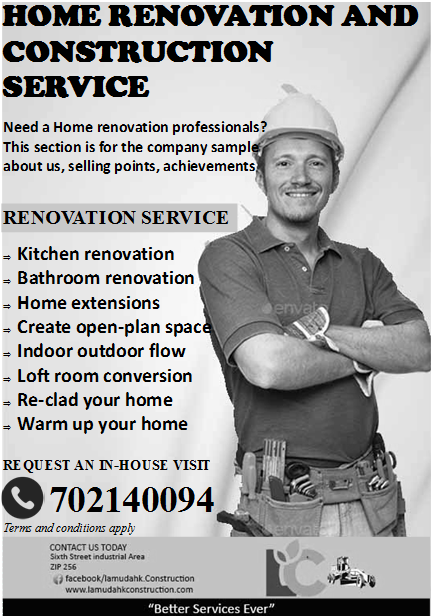 HOME RENOVATION AND
CONSTRUCTION
SERVICE
Need a Home renovation professionals?
This section is for the company sample
about us, selling points, achievements
RENOVATION SERVICE
⇒ Kitchen renovation
⇒ Bathroom renovation
⇒ Home extensions
⇒ Create open-plan space
⇒ Indoor outdoor flow
⇒ Loft room conversion
⇒ Re-clad your home
⇒ Warm up your home
envato
REQUEST AN IN-HOUSE VISIT
702140094
Terms and conditions apply
CONTACT US TODAY
Sixth Street industrial Area
ZIP 256
facebook/lamudahk.Construction
www.lamudahkconstruction.com
“Better Services Ever”